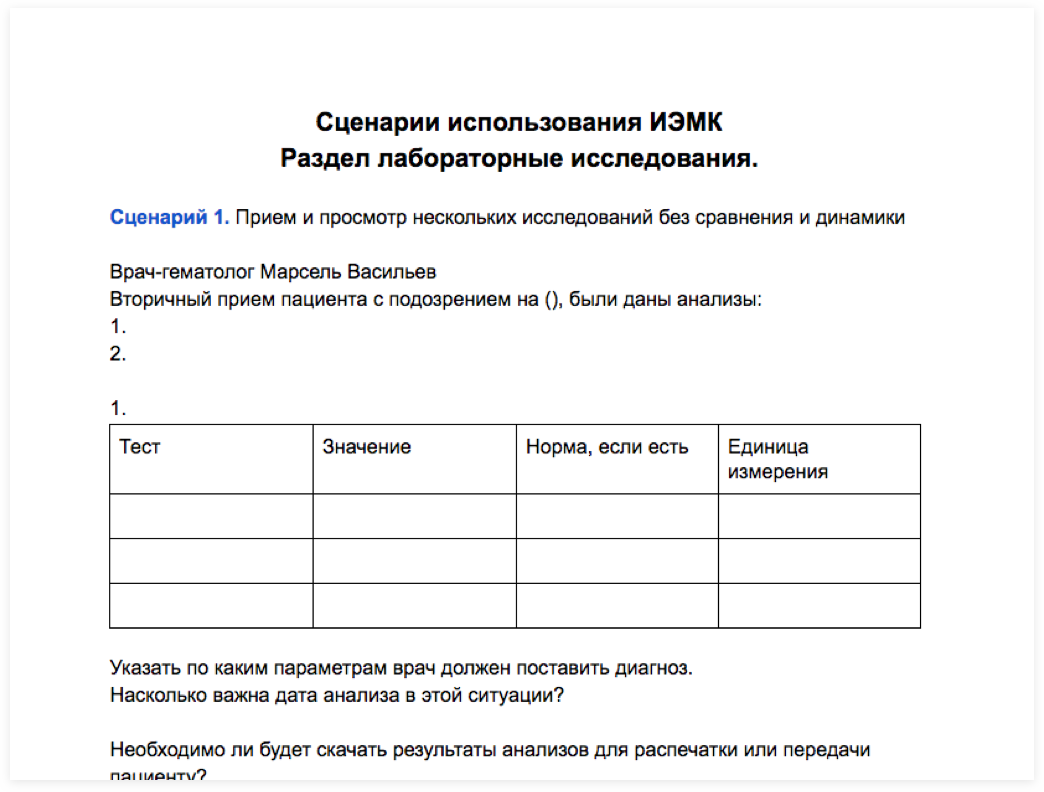 Сценарии использования ИЭМК
Раздел лабораторные исследования.
Сценарий 1. Прием и просмотр нескольких исследований без сравнения и динамики
Врач-гематолог Марсель Васильев
Вторичный прием пациента с подозрением на (), были даны анализы:
1.
2.
1.
Тест Значение Норма, если есть Единица
измерения
Указать по каким параметрам врач должен поставить диагноз.
Насколько важна дата анализа в этой ситуации?
Необходимо ли будет скачать результаты анализов для распечатки или передачи
пациенту?